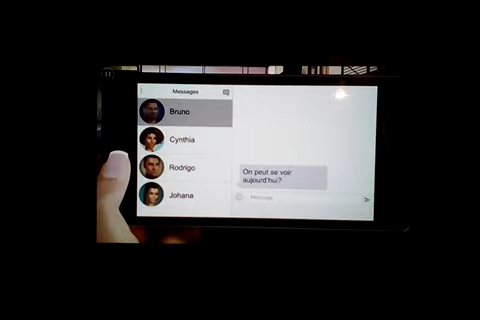 Messages
Bruno
Cynthia
Rodrigo
Johana
On peut se voir
aujourd'hui?
Message